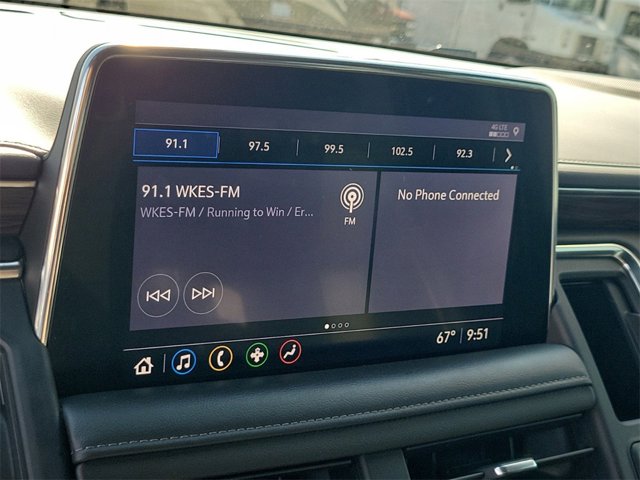 4G LTE
91.1 97.5 99.5 102.5 92.3
91.1 WKES-FM
WKES-FM / Running to Win / Er...
FM
No Phone Connected
67° 9:51